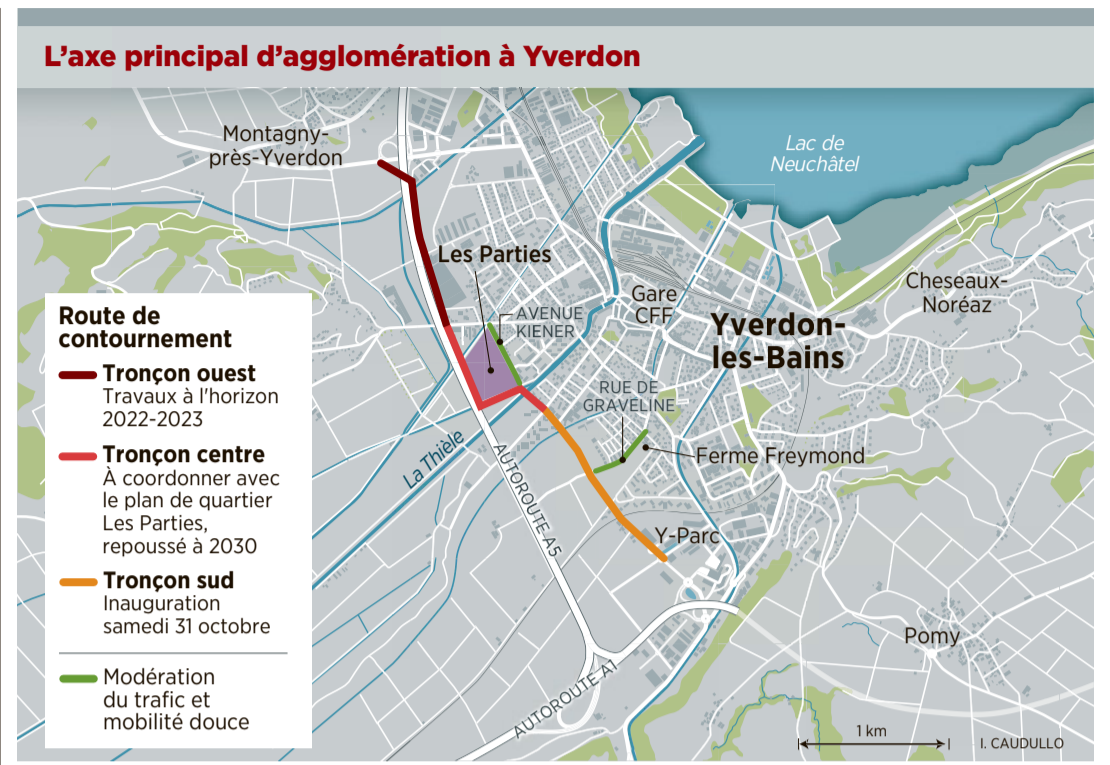 L’axe principal d’agglomération à Yverdon
Montagny-
près-Yverdon
Lac de
Neuchâtel
Les Parties
Cheseaux-
Noréaz
Gare
CFF
AVENUE
KIENER
Yverdon-
les-Bains
RUE DE
GRAVELINE
La Thièle
Ferme Freymond
AUTOROUTE A5
Y-Parc
Pomy
AUTOROUTE A1
Route de
contournement
Tronçon ouest
Travaux à l'horizon
2022-2023
Tronçon centre
À coordonner avec
le plan de quartier
Les Parties,
repoussé à 2030
Tronçon sud
Inauguration
samedi 31 octobre
Modération
du trafic et
mobilité douce
1 km
I. CAUDULLO